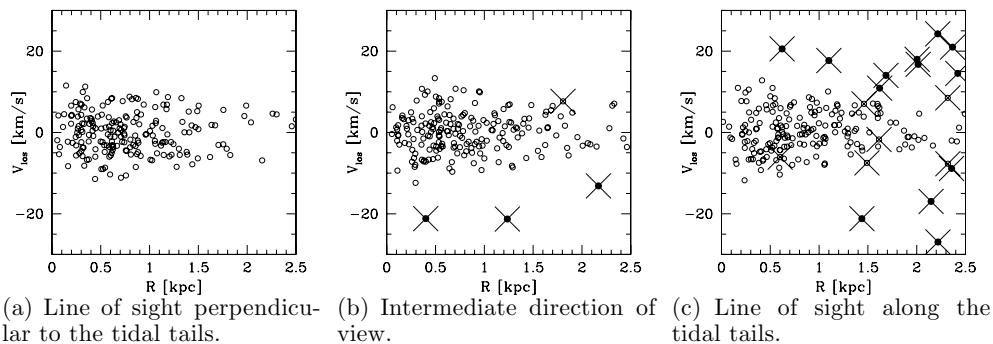 20
0
−20
V_los [km/s]
0 0.5 1 1.5 2 2.5
R [kpc]
(a) Line of sight perpendicu-
lar to the tidal tails.
20
0
−20
V_los [km/s]
0 0.5 1 1.5 2 2.5
R [kpc]
(b) Intermediate direction of
view.
20
0
−20
V_los [km/s]
0 0.5 1 1.5 2 2.5
R [kpc]
(c) Line of sight along the
tidal tails.